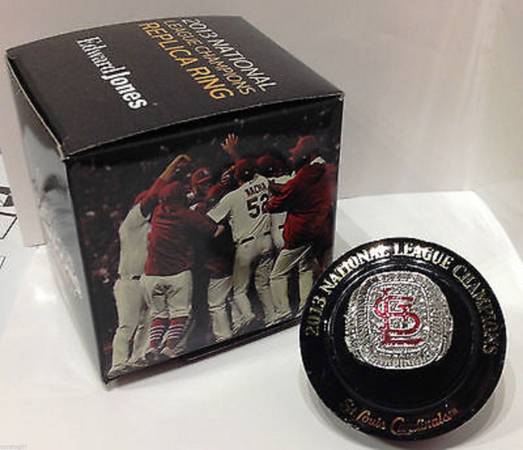 2013 NATIONAL
LEAGUE CHAMPIONS
REPLICA RING
Edward Jones
52
2013 NATIONAL LEAGUE CHAMPIONS
StL
St. Louis Cardinals